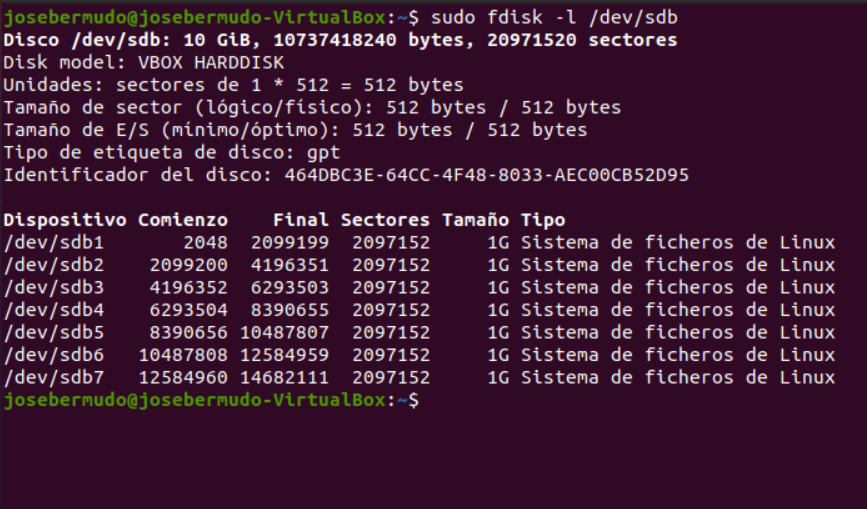 josebermudo@josebermudo-VirtualBox:~$ sudo fdisk -l /dev/sdb
Disco /dev/sdb: 10 GiB, 10737418240 bytes, 20971520 sectores
Disk model: VBOX HARDDISK
Unidades: sectores de 1 * 512 = 512 bytes
Tamaño de sector (lógico/físico): 512 bytes / 512 bytes
Tamaño de E/S (mínimo/óptimo): 512 bytes / 512 bytes
Tipo de etiqueta de disco: gpt
Identificador del disco: 464DBC3E-64CC-4F48-8033-AEC00CB52D95
Dispositivo Comienzo    Final Sectores Tamaño Tipo
/dev/sdb1       2048  2099199  2097152     1G Sistema de ficheros de Linux
/dev/sdb2    2099200  4196351  2097152     1G Sistema de ficheros de Linux
/dev/sdb3    4196352  6293503  2097152     1G Sistema de ficheros de Linux
/dev/sdb4    6293504  8390655  2097152     1G Sistema de ficheros de Linux
/dev/sdb5    8390656 10487807  2097152     1G Sistema de ficheros de Linux
/dev/sdb6   10487808 12584959  2097152     1G Sistema de ficheros de Linux
/dev/sdb7   12584960 14682111  2097152     1G Sistema de ficheros de Linux
josebermudo@josebermudo-VirtualBox:~$